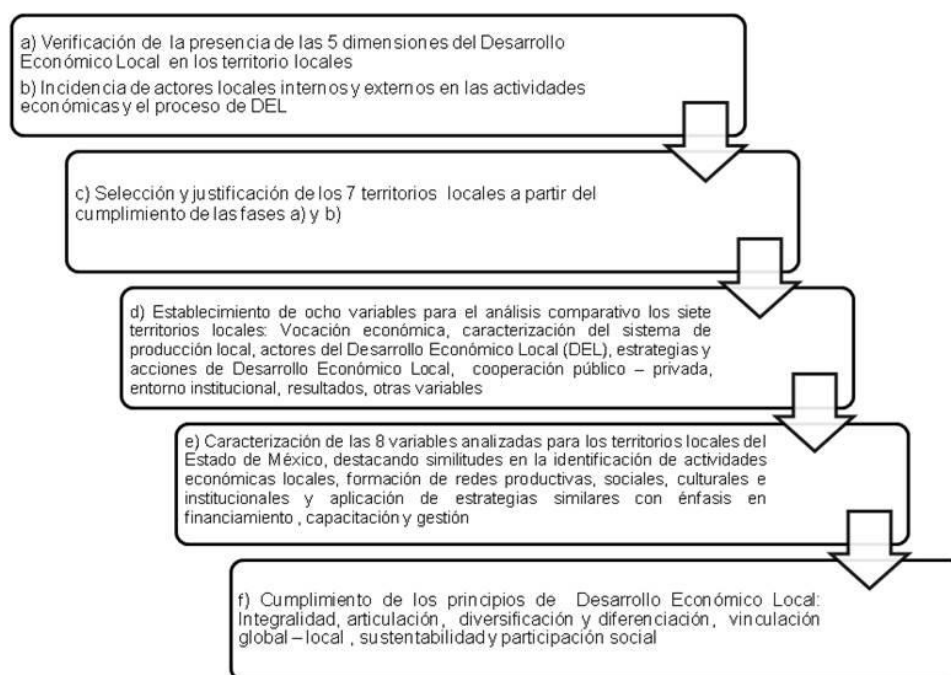 a) Verificación de la presencia de las 5 dimensiones del Desarrollo
Económico Local en los territorio locales
b) Incidencia de actores locales internos y externos en las actividades
económicas y el proceso de DEL
c) Selección y justificación de los 7 territorios locales a partir del
cumplimiento de las fases a) y b)
d) Establecimiento de ocho variables para el análisis comparativo los siete
territorios locales: Vocación económica, caracterización del sistema de
producción local, actores del Desarrollo Económico Local (DEL), estrategias y
acciones de Desarrollo Económico Local, cooperación público – privada,
entorno institucional, resultados, otras variables
e) Caracterización de las 8 variables analizadas para los territorios locales del
Estado de México, destacando similitudes en la identificación de actividades
económicas locales, formación de redes productivas, sociales, culturales e
institucionales y aplicación de estrategias similares con énfasis en
financiamiento , capacitación y gestión
f) Cumplimiento de los principios de Desarrollo Económico Local:
Integralidad, articulación, diversificación y diferenciación, vinculación
global – local , sustentabilidad y participación social